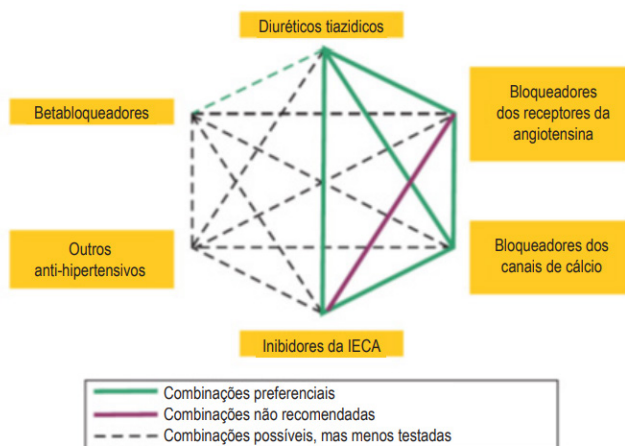 Diuréticos tiazidicos
Betabloqueadores
Bloqueadores
dos receptores da
angiotensina
Outros
anti-hipertensivos
Bloqueadores dos
canais de cálcio
Inibidores da IECA
Combinações preferenciais
Combinações não recomendadas
Combinações possíveis, mas menos testadas